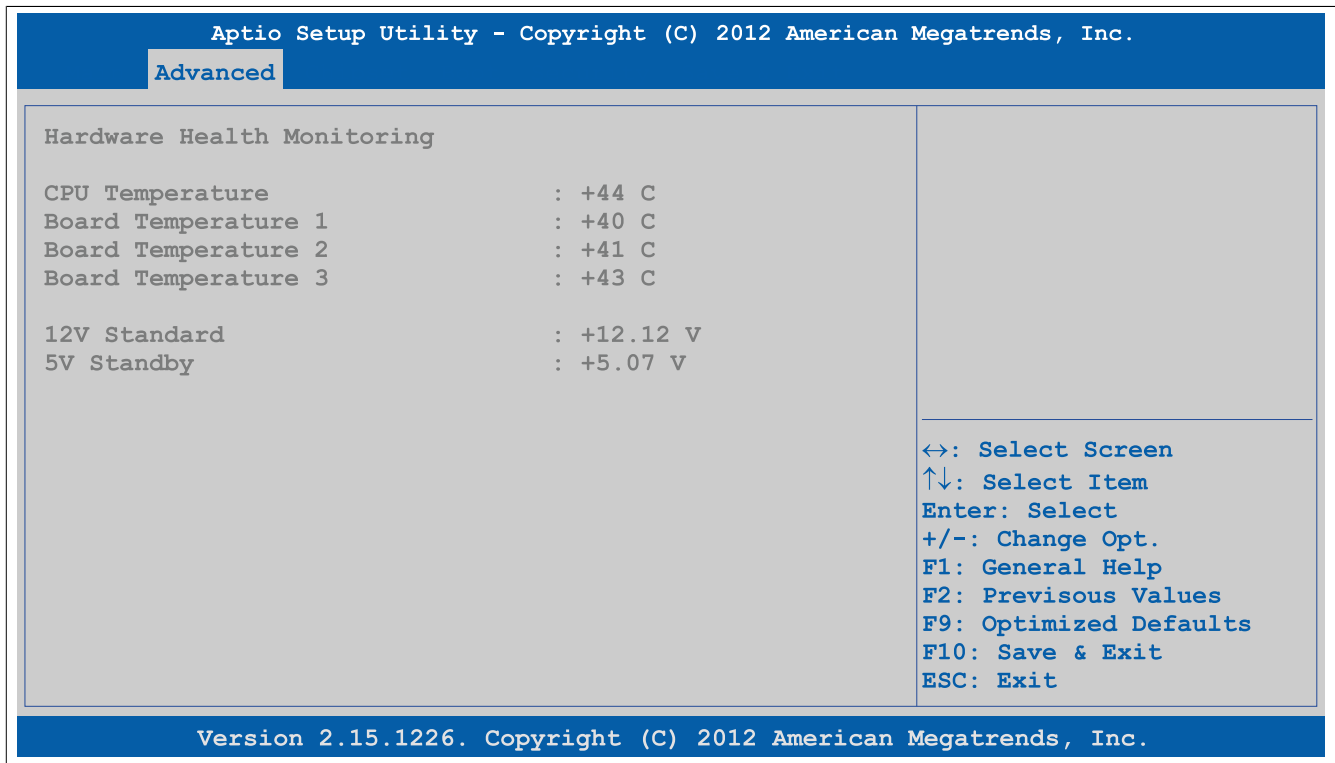 Aptio Setup Utility - Copyright (C) 2012 American Megatrends, Inc.
Advanced
Hardware Health Monitoring
CPU Temperature : +44 C
Board Temperature 1 : +40 C
Board Temperature 2 : +41 C
Board Temperature 3 : +43 C
12V Standard : +12.12 V
5V Standby : +5.07 V
↔: Select Screen
↑↓: Select Item
Enter: Select
+/-: Change Opt.
F1: General Help
F2: Previsous Values
F9: Optimized Defaults
F10: Save & Exit
ESC: Exit
Version 2.15.1226. Copyright (C) 2012 American Megatrends, Inc.